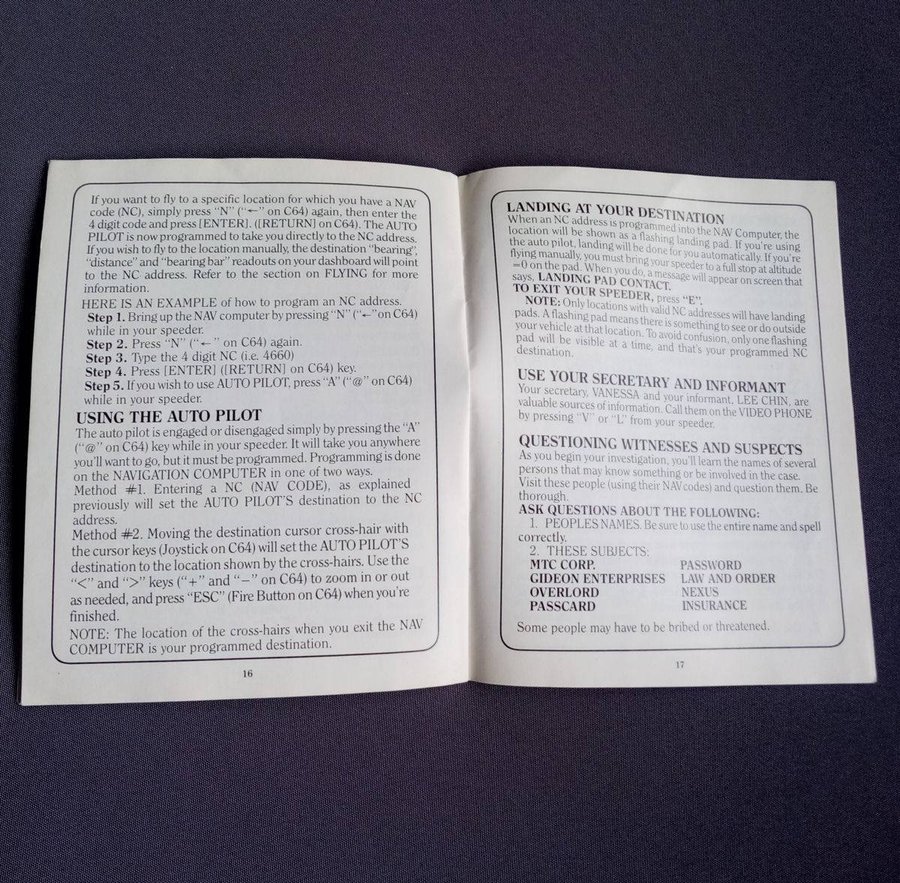 If you want to fly to a specific location for which you have a NAV
code (NC), simply press "N" ("←" on C64) again, then enter the
4 digit code and press [ENTER]. ([RETURN] on C64). The AUTO
PILOT is now programmed to take you directly to the NC address.
If you wish to fly to the location manually, the destination "bearing",
"distance" and "bearing bar" readouts on your dashboard will point
to the NC address. Refer to the section on FLYING for more
information.
HERE IS AN EXAMPLE of how to program an NC address.
Step 1. Bring up the NAV computer by pressing "N" ("←"on C64)
while in your speeder.
Step 2. Press "N" ("←" on C64) again.
Step 3. Type the 4 digit NC (i.e. 4660)
Step 4. Press [ENTER] ([RETURN] on C64) key.
Step 5. If you wish to use AUTO PILOT, press "A" ("@" on C64)
while in your speeder.
USING THE AUTO PILOT
The auto pilot is engaged or disengaged simply by pressing the "A"
("@" on C64) key while in your speeder. It will take you anywhere
you'll want to go, but it must be programmed. Programming is done
on the NAVIGATION COMPUTER in one of two ways.
Method #1. Entering a NC (NAV CODE), as explained
previously will set the AUTO PILOT'S destination to the NC
address.
Method #2. Moving the destination cursor cross-hair with
the cursor keys (Joystick on C64) will set the AUTO PILOT'S
destination to the location shown by the cross-hairs. Use the
"<" and ">" keys ("+" and "−" on C64) to zoom in or out
as needed, and press "ESC" (Fire Button on C64) when you're
finished.
NOTE: The location of the cross-hairs when you exit the NAV
COMPUTER is your programmed destination.
16
LANDING AT YOUR DESTINATION
When an NC address is programmed into the NAV Computer, the
location will be shown as a flashing landing pad. If you're using
the auto pilot, landing will be done for you automatically. If you're
flying manually, you must bring your speeder to a full stop at altitude
=0 on the pad. When you do, a message will appear on screen that
says, LANDING PAD CONTACT.
TO EXIT YOUR SPEEDER, press "E".
NOTE: Only locations with valid NC addresses will have landing
pads. A flashing pad means there is something to see or do outside
your vehicle at that location. To avoid confusion, only one flashing
pad will be visible at a time, and that's your programmed NC
destination.
USE YOUR SECRETARY AND INFORMANT
Your secretary, VANESSA and your informant, LEE CHIN, are
valuable sources of information. Call them on the VIDEO PHONE
by pressing "V" or "L" from your speeder.
QUESTIONING WITNESSES AND SUSPECTS
As you begin your investigation, you'll learn the names of several
persons that may know something or be involved in the case.
Visit these people (using their NAV codes) and question them. Be
thorough.
ASK QUESTIONS ABOUT THE FOLLOWING:
1. PEOPLES NAMES. Be sure to use the entire name and spell
correctly.
2. THESE SUBJECTS:
MTC CORP. PASSWORD
GIDEON ENTERPRISES LAW AND ORDER
OVERLORD NEXUS
PASSCARD INSURANCE
Some people may have to be bribed or threatened.
17